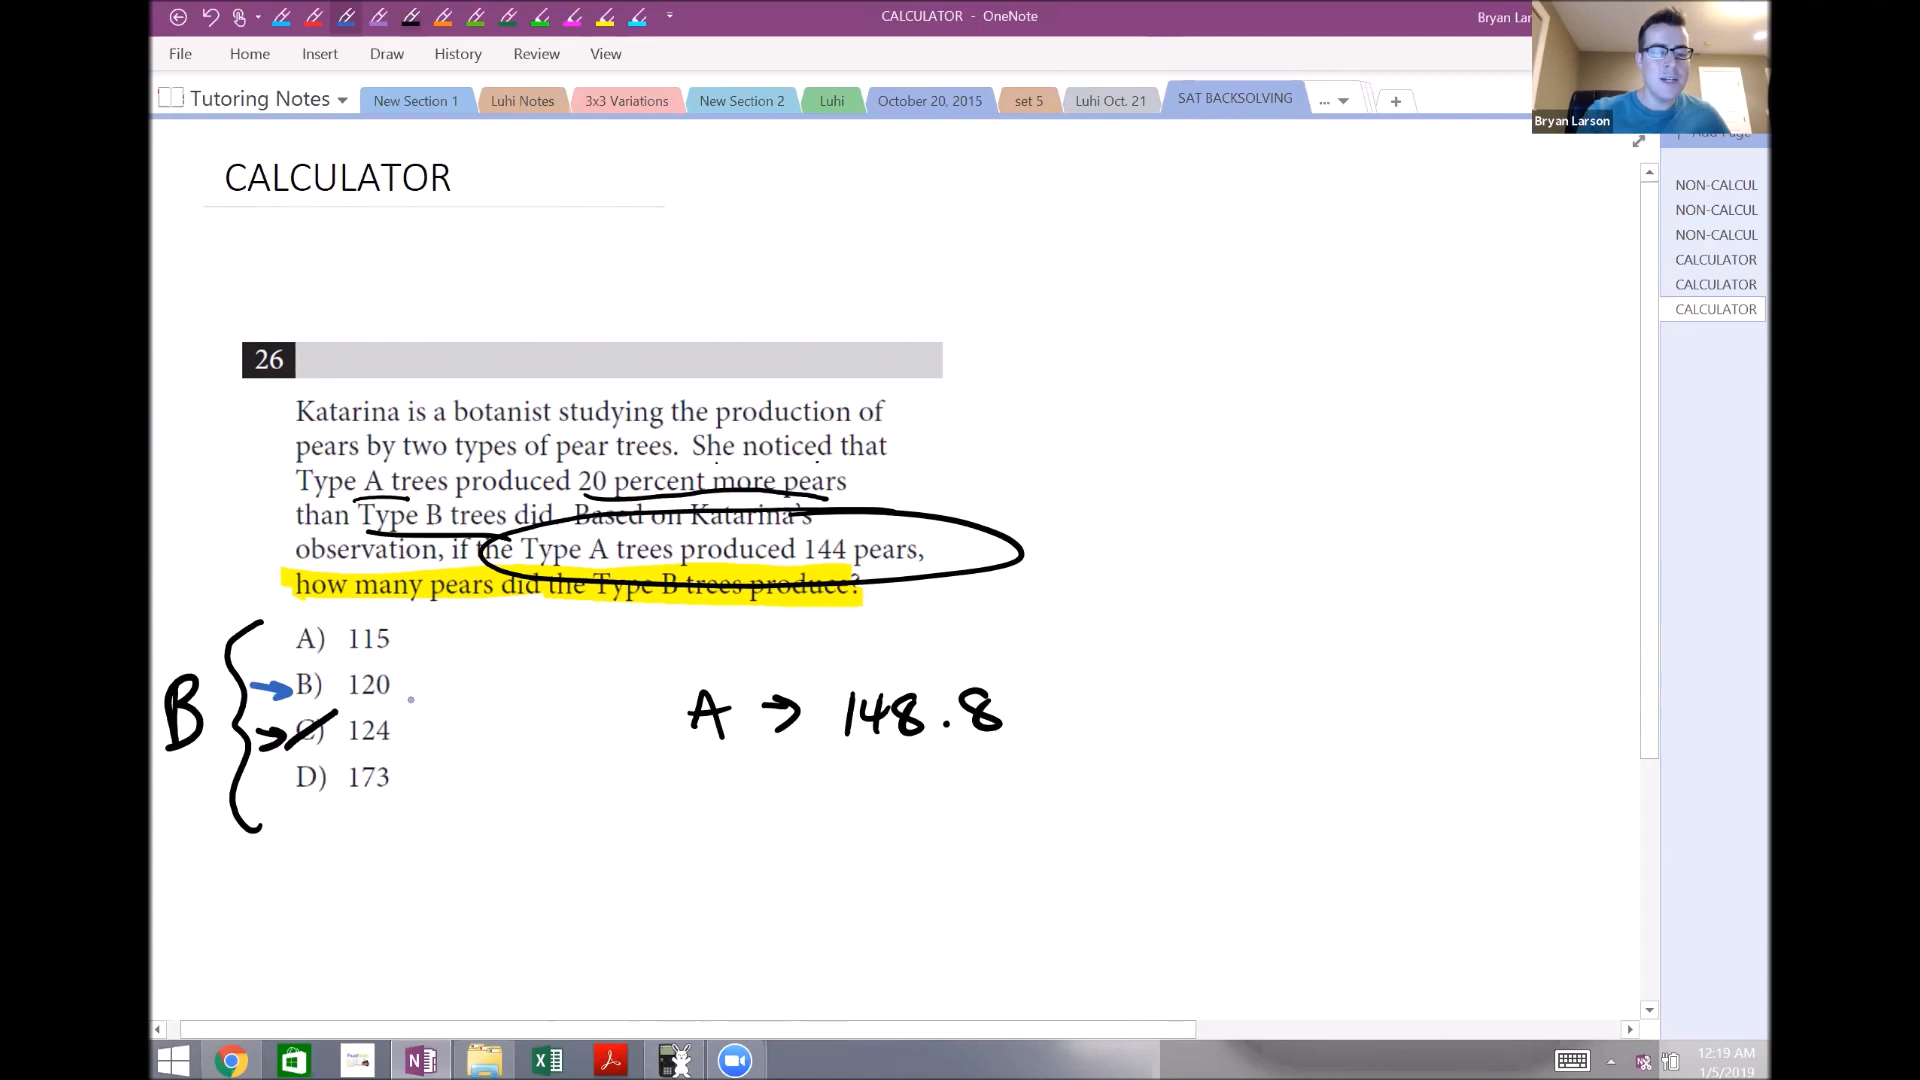 CALCULATOR - OneNote
Bryan Lar
File Home Insert Draw History Review View
Tutoring Notes New Section 1 Luhi Notes 3x3 Variations New Section 2 Luhi October 20, 2015 set 5 Luhi Oct. 21 SAT BACKSOLVING ... +
Bryan Larson
+ Add Page
CALCULATOR
NON-CALCUL
NON-CALCUL
NON-CALCUL
CALCULATOR
CALCULATOR
CALCULATOR
26
Katarina is a botanist studying the production of
pears by two types of pear trees. She noticed that
Type A trees produced 20 percent more pears
than Type B trees did. Based on Katarina's
observation, if the Type A trees produced 144 pears,
how many pears did the Type B trees produce?
A) 115
B) 120
C) 124
D) 173
B
A → 148.8
12:19 AM
1/5/2019